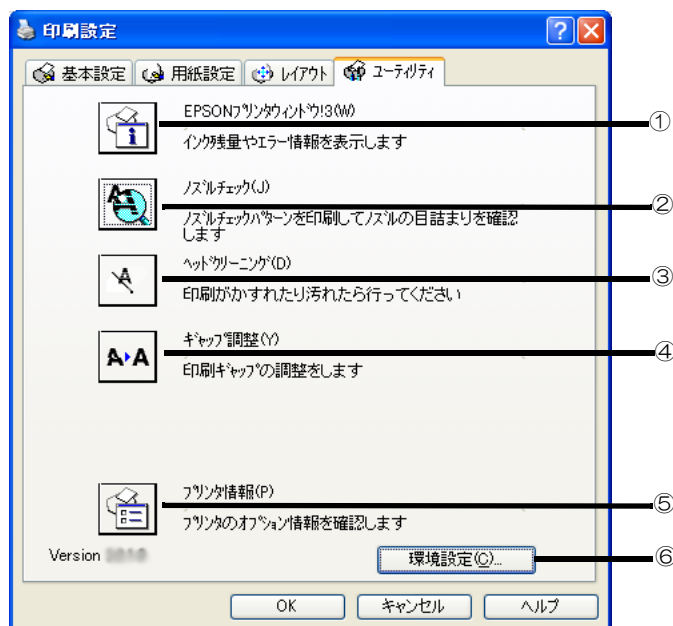 印刷設定
基本設定 用紙設定 レイアウト ユーティリティ
EPSONプリンタウィンドウ!3(W)
①
インク残量やエラー情報を表示します
ノズルチェック(J)
②
ノズルチェックパターンを印刷してノズルの目詰まりを確認
します
ヘッドクリーニング(D)
③
印刷がかすれたり汚れたら行ってください
ギャップ調整(Y)
④
印刷ギャップの調整をします
プリンタ情報(P)
⑤
プリンタのオプション情報を確認します
Version
環境設定(C)...
⑥
OK キャンセル ヘルプ